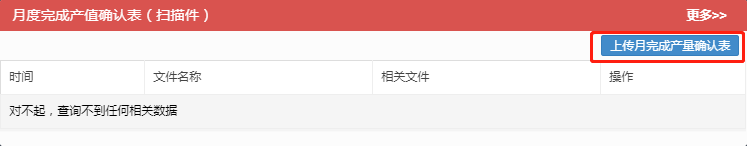 月度完成产值确认表（扫描件） 更多>>
上传月完成产量确认表
时间 文件名称 相关文件 操作
对不起，查询不到任何相关数据